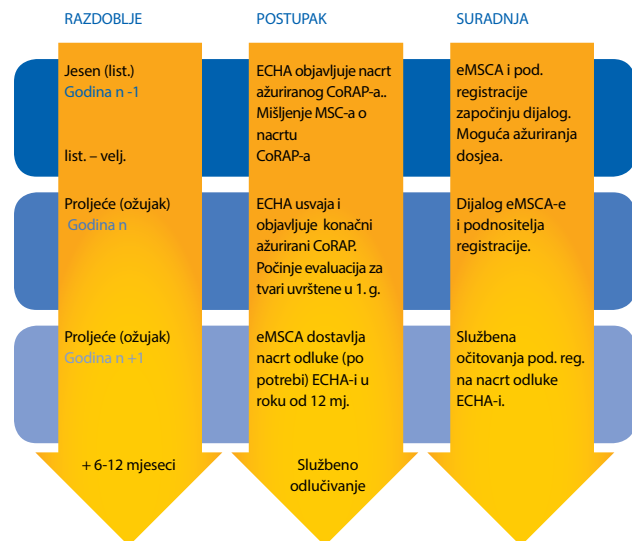 RAZDOBLJE
POSTUPAK
SURADNJA
Jesen (list.)
Godina n -1
list. – velj.
ECHA objavljuje nacrt
ažuriranog CoRAP-a..
Mišljenje MSC-a o
nacrtu
CoRAP-a
eMSCA i pod.
registracije
započinju dijalog.
Moguća ažuriranja
dosjea.
Proljeće (ožujak)
Godina n
ECHA usvaja i
objavljuje konačni
ažurirani CoRAP.
Počinje evaluacija za
tvari uvrštene u 1. g.
Dijalog eMSCA-e
i podnositelja
registracije.
Proljeće (ožujak)
Godina n +1
eMSCA dostavlja
nacrt odluke (po
potrebi) ECHA-i u
roku od 12 mj.
Službena
očitovanja pod. reg.
na nacrt odluke
ECHA-i.
+ 6-12 mjeseci
Službeno
odlučivanje